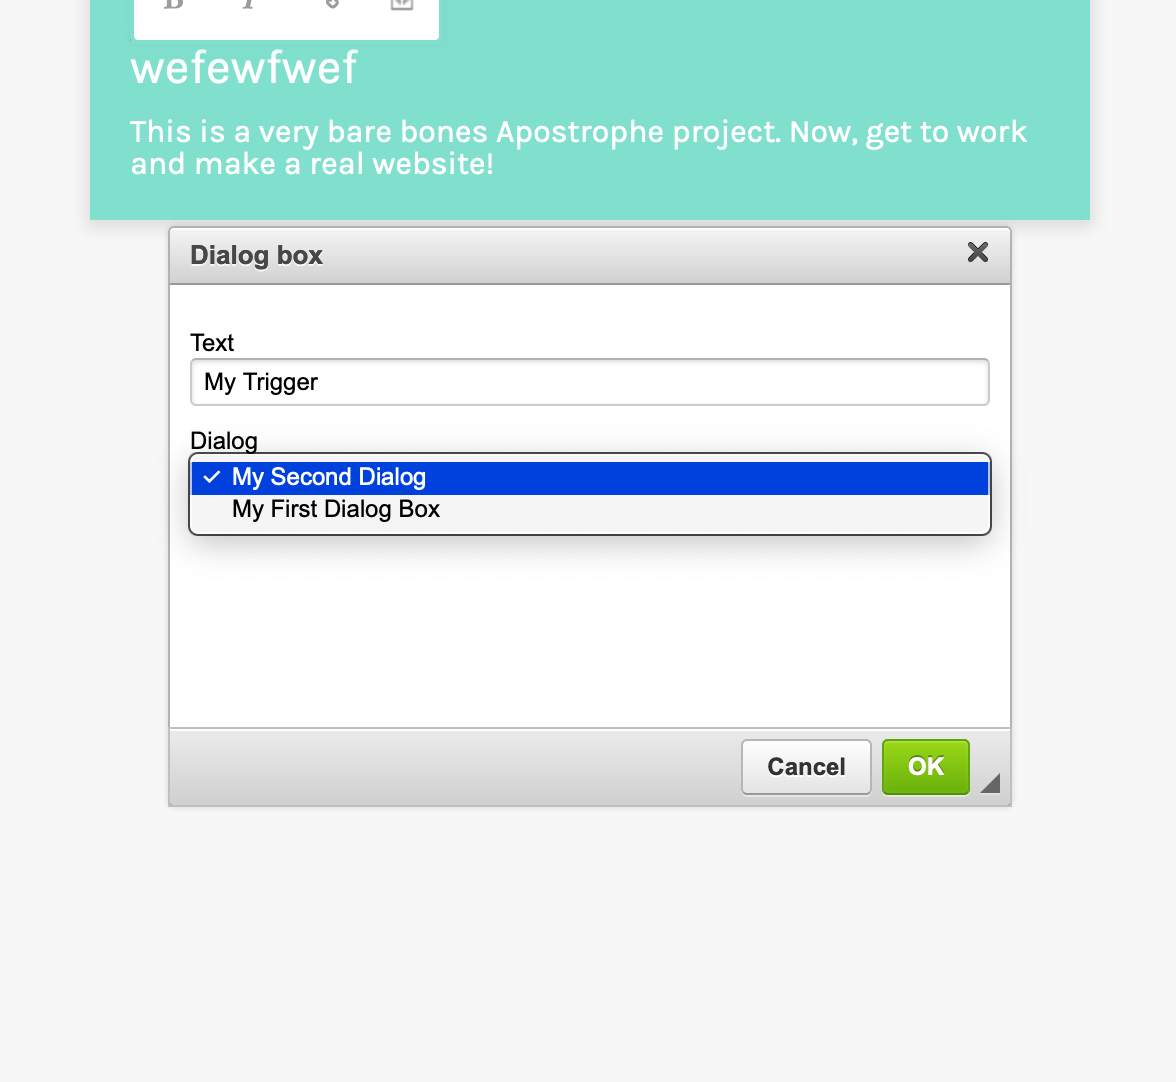 B I
wefewfwef
This is a very bare bones Apostrophe project. Now, get to work
and make a real website!
Dialog box
Text
My Trigger
Dialog
My Second Dialog
My First Dialog Box
Cancel OK